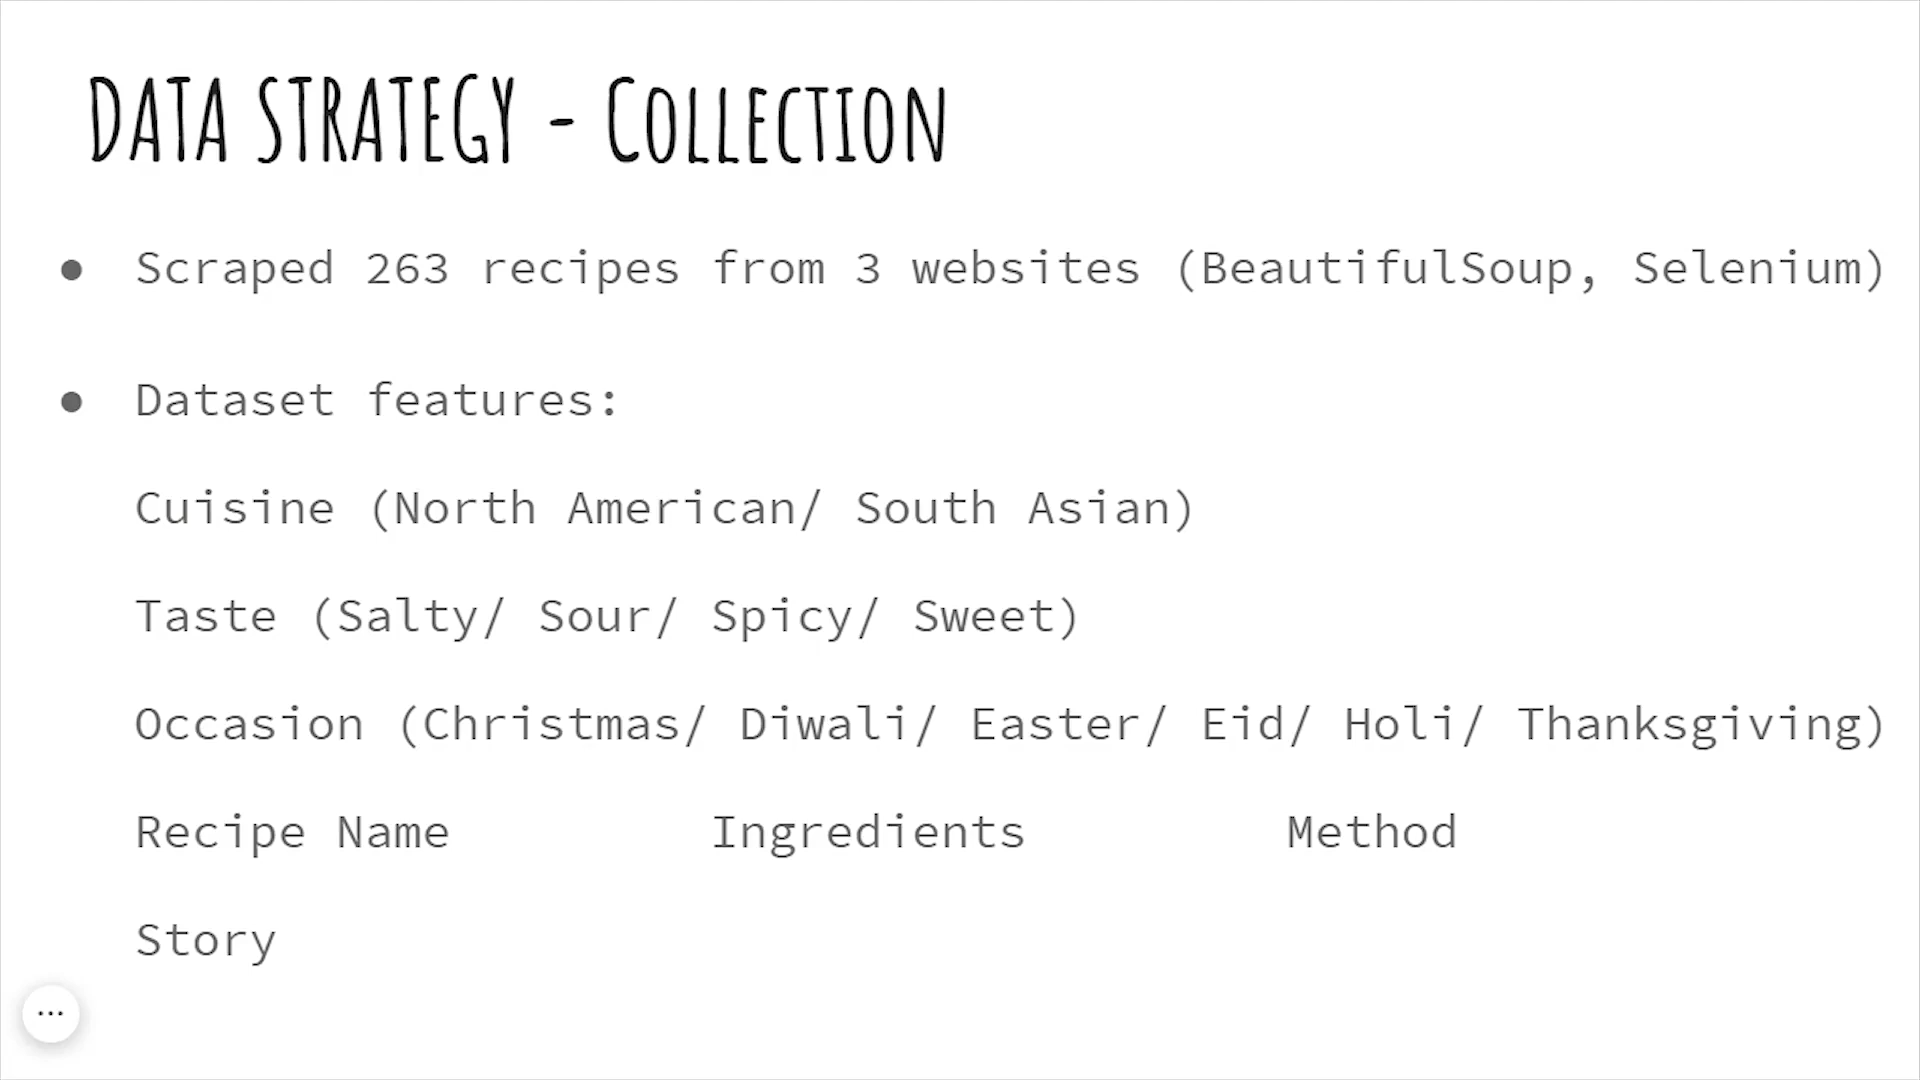 DATA STRATEGY - COLLECTION
● Scraped 263 recipes from 3 websites (BeautifulSoup, Selenium)
● Dataset features:
Cuisine (North American/ South Asian)
Taste (Salty/ Sour/ Spicy/ Sweet)
Occasion (Christmas/ Diwali/ Easter/ Eid/ Holi/ Thanksgiving)
Recipe Name Ingredients Method
Story